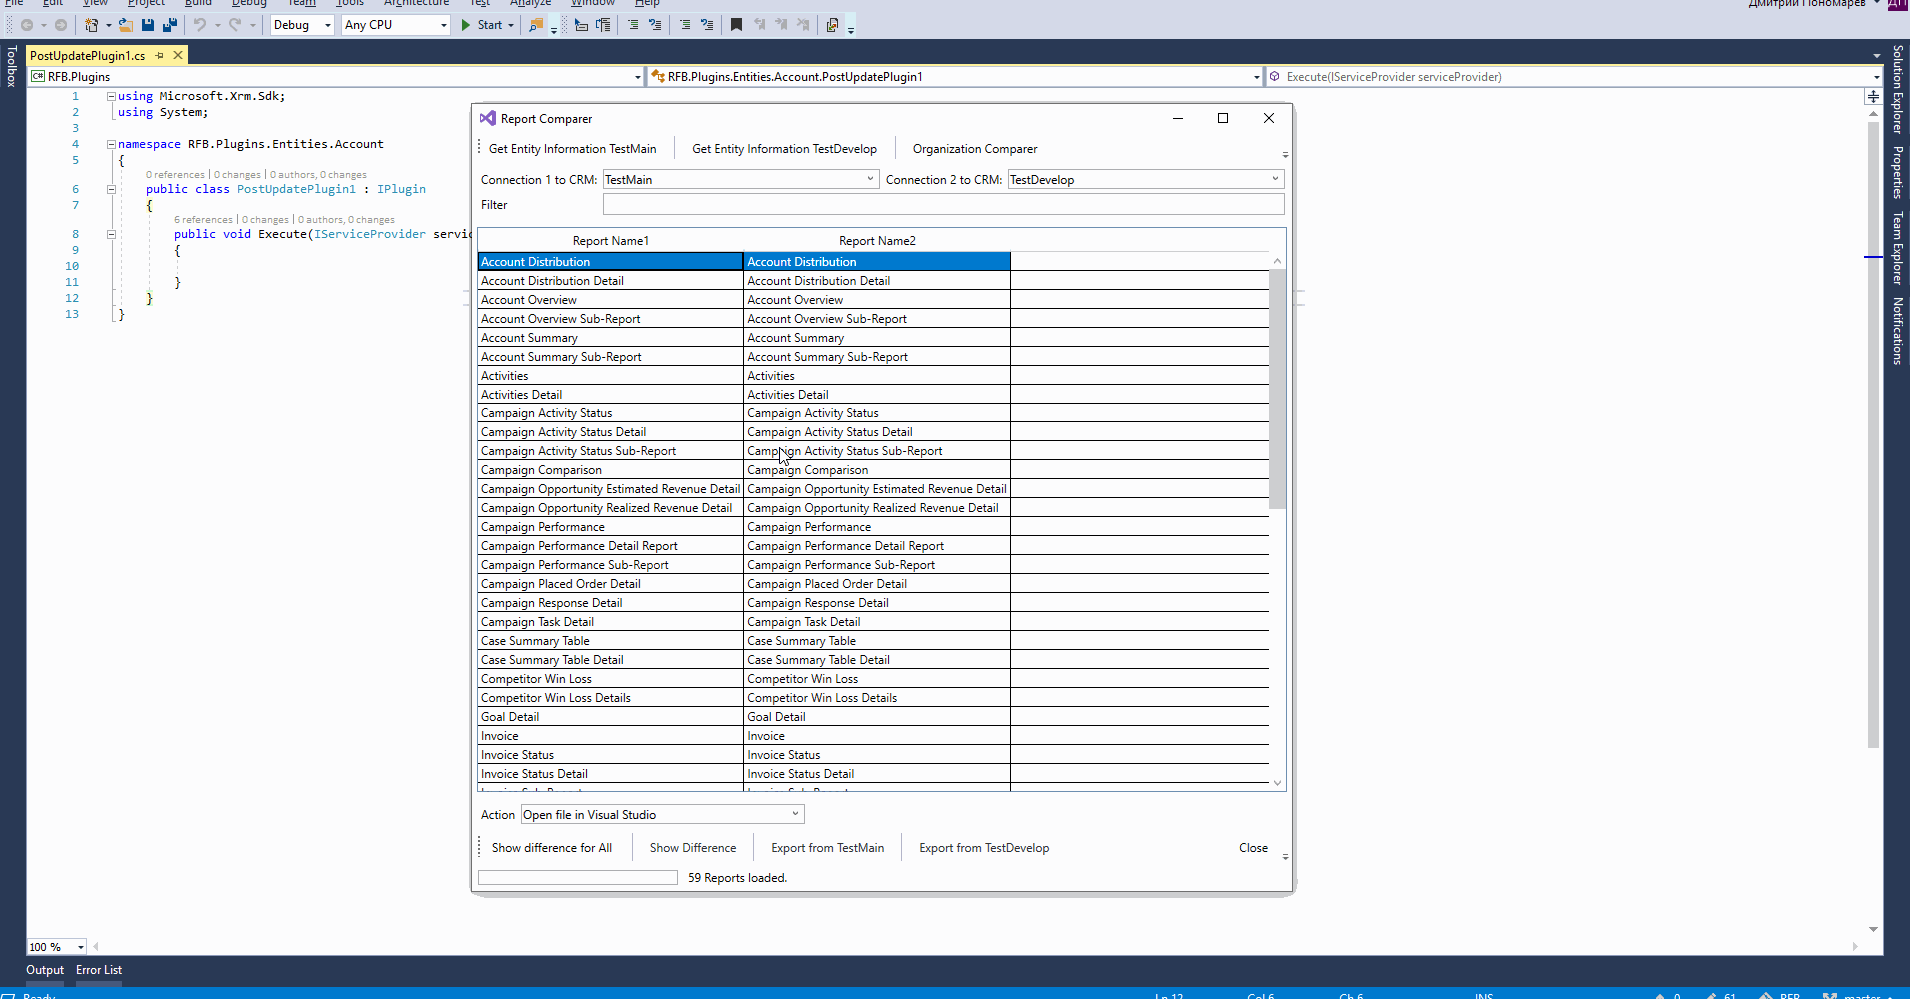 File Edit View Project Build Debug Team Tools Architecture Test Analyze Window Help Дмитрий Пономарев ДП
Debug Any CPU Start
Toolbox
PostUpdatePlugin1.cs
C# RFB.Plugins RFB.Plugins.Entities.Account.PostUpdatePlugin1 Execute(IServiceProvider serviceProvider)
1 using Microsoft.Xrm.Sdk;
2 using System;
3
4 namespace RFB.Plugins.Entities.Account
5 {
0 references | 0 changes | 0 authors, 0 changes
6 public class PostUpdatePlugin1 : IPlugin
7 {
6 references | 0 changes | 0 authors, 0 changes
8 public void Execute(IServiceProvider servic
9 {
10
11 }
12 }
13 }
Report Comparer
Get Entity Information TestMain Get Entity Information TestDevelop Organization Comparer
Connection 1 to CRM: TestMain Connection 2 to CRM: TestDevelop
Filter
Report Name1 Report Name2
Account Distribution Account Distribution
Account Distribution Detail Account Distribution Detail
Account Overview Account Overview
Account Overview Sub-Report Account Overview Sub-Report
Account Summary Account Summary
Account Summary Sub-Report Account Summary Sub-Report
Activities Activities
Activities Detail Activities Detail
Campaign Activity Status Campaign Activity Status
Campaign Activity Status Detail Campaign Activity Status Detail
Campaign Activity Status Sub-Report Campaign Activity Status Sub-Report
Campaign Comparison Campaign Comparison
Campaign Opportunity Estimated Revenue Detail Campaign Opportunity Estimated Revenue Detail
Campaign Opportunity Realized Revenue Detail Campaign Opportunity Realized Revenue Detail
Campaign Performance Campaign Performance
Campaign Performance Detail Report Campaign Performance Detail Report
Campaign Performance Sub-Report Campaign Performance Sub-Report
Campaign Placed Order Detail Campaign Placed Order Detail
Campaign Response Detail Campaign Response Detail
Campaign Task Detail Campaign Task Detail
Case Summary Table Case Summary Table
Case Summary Table Detail Case Summary Table Detail
Competitor Win Loss Competitor Win Loss
Competitor Win Loss Details Competitor Win Loss Details
Goal Detail Goal Detail
Invoice Invoice
Invoice Status Invoice Status
Invoice Status Detail Invoice Status Detail
Invoice Sub-Report Invoice Sub-Report
Action Open file in Visual Studio
Show difference for All Show Difference Export from TestMain Export from TestDevelop Close
59 Reports loaded.
Solution Explorer
Properties
Team Explorer
Notifications
100 %
Output Error List
Ready Ln 12 Col 6 Ch 6 INS 0 61 RFB master